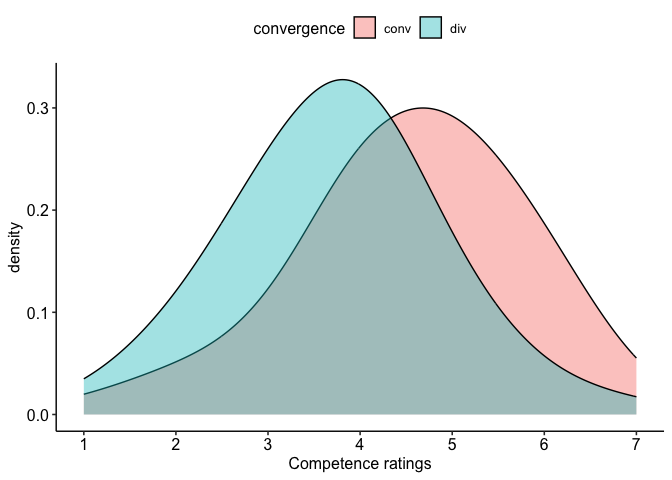 convergence conv div
density
0.3
0.2
0.1
0.0
1 2 3 4 5 6 7
Competence ratings